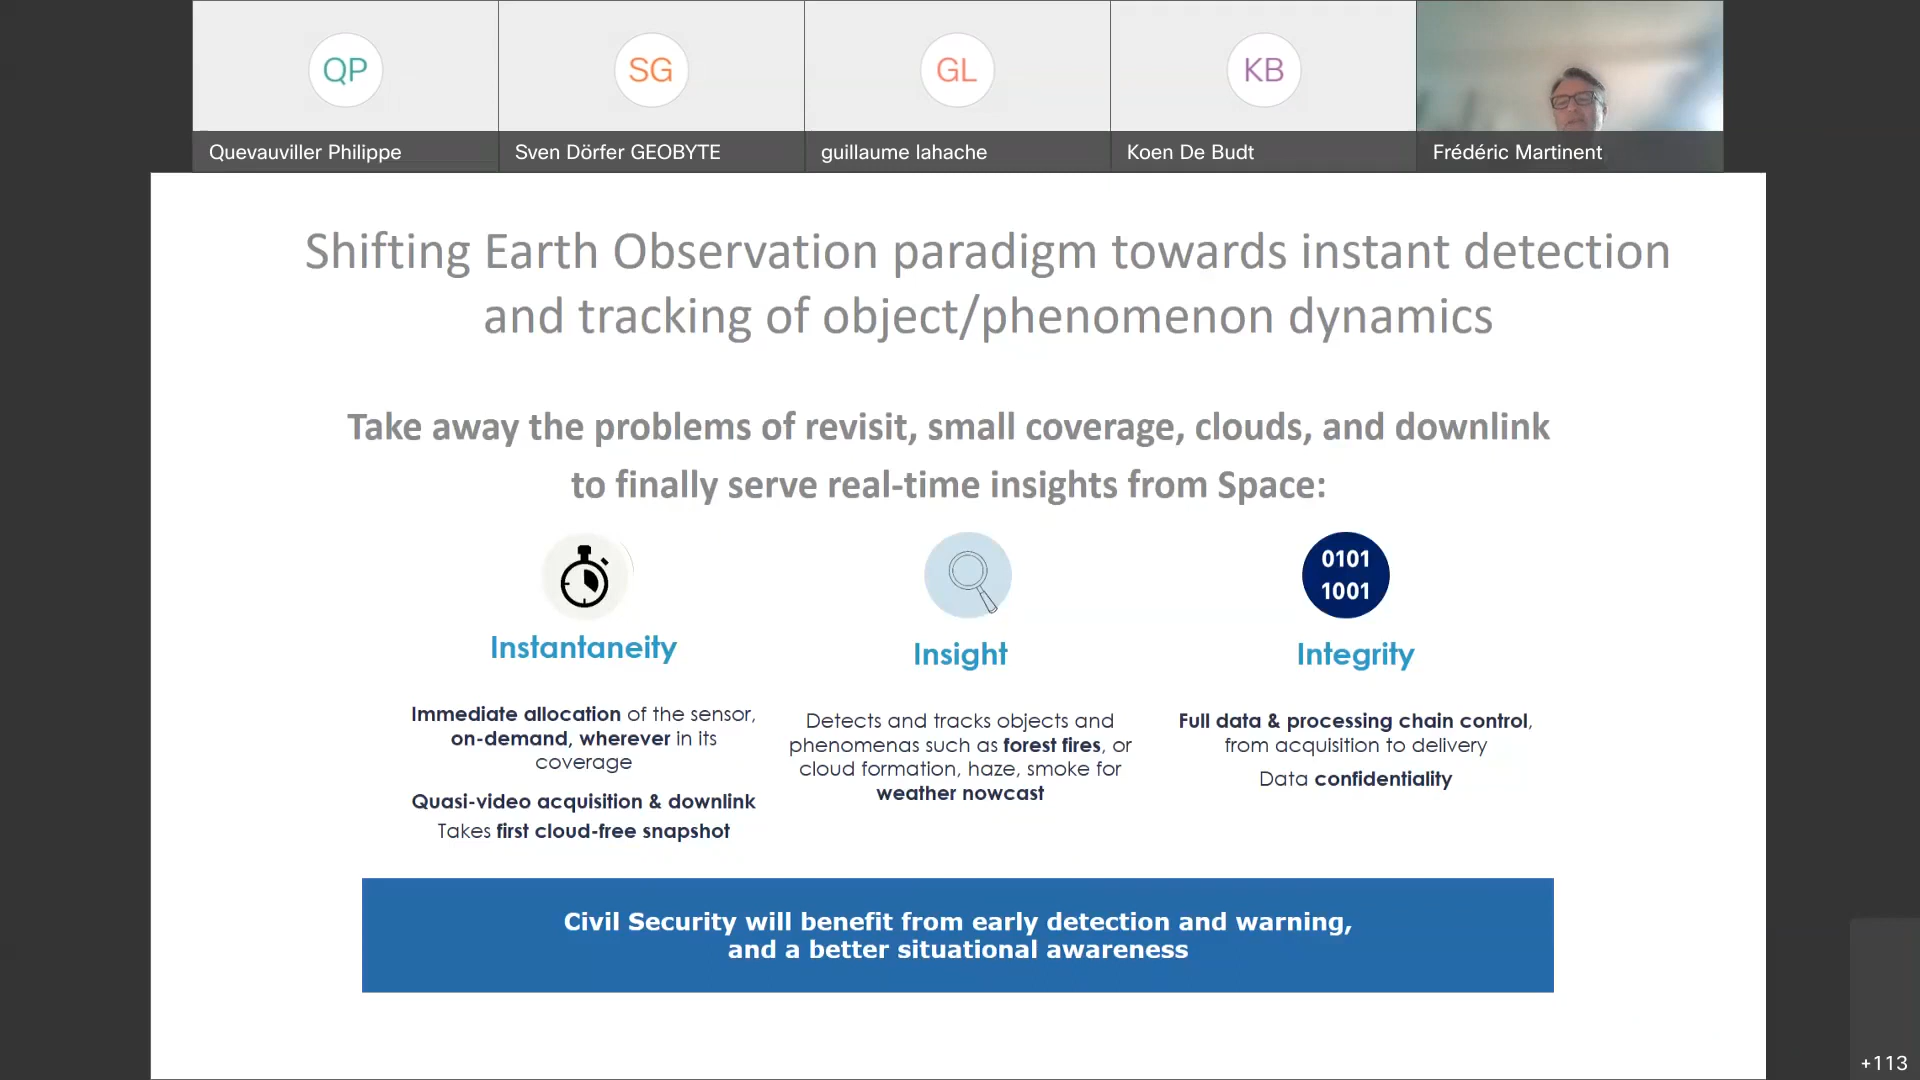 QP
SG
GL
KB
Quevauviller Philippe
Sven Dörfer GEOBYTE
guillaume lahache
Koen De Budt
Frédéric Martinent
Shifting Earth Observation paradigm towards instant detection
and tracking of object/phenomenon dynamics
Take away the problems of revisit, small coverage, clouds, and downlink
to finally serve real-time insights from Space:
0101
1001
Instantaneity
Immediate allocation of the sensor,
on-demand, wherever in its
coverage
Quasi-video acquisition & downlink
Takes first cloud-free snapshot
Insight
Detects and tracks objects and
phenomenas such as forest fires, or
cloud formation, haze, smoke for
weather nowcast
Integrity
Full data & processing chain control,
from acquisition to delivery
Data confidentiality
Civil Security will benefit from early detection and warning,
and a better situational awareness
+113